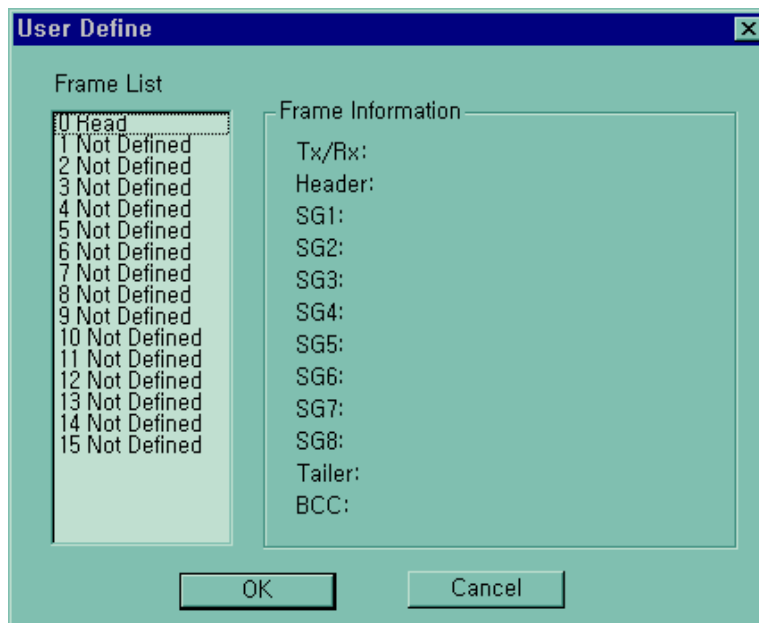 User Define
Frame List
0 Read
1 Not Defined
2 Not Defined
3 Not Defined
4 Not Defined
5 Not Defined
6 Not Defined
7 Not Defined
8 Not Defined
9 Not Defined
10 Not Defined
11 Not Defined
12 Not Defined
13 Not Defined
14 Not Defined
15 Not Defined
Frame Information
Tx/Rx:
Header:
SG1:
SG2:
SG3:
SG4:
SG5:
SG6:
SG7:
SG8:
Tailer:
BCC:
OK
Cancel